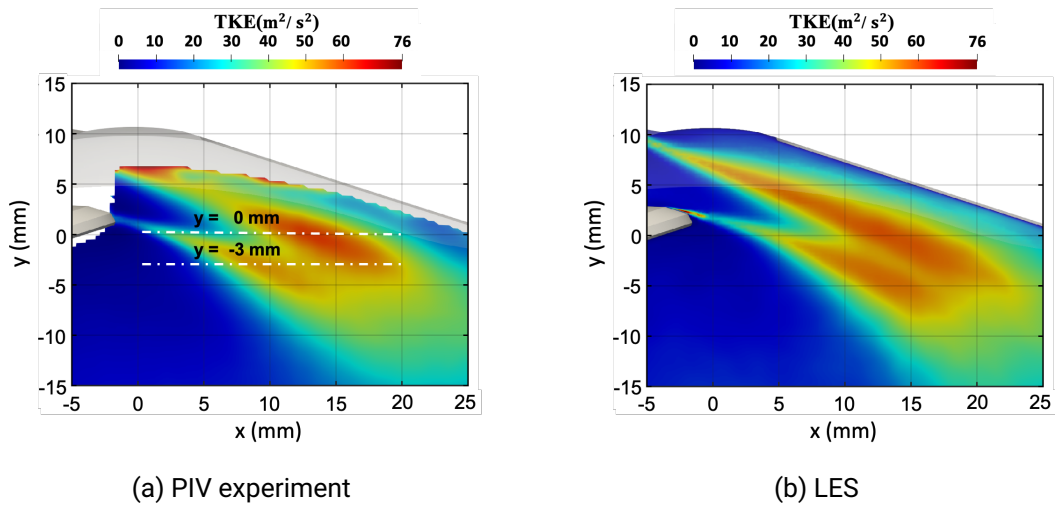 TKE(m²/ s²)
0 10 20 30 40 50 60 76
15
10
5
0
-5
-10
-15
y (mm)
y = 0 mm
y = -3 mm
-5 0 5 10 15 20 25
x (mm)
(a) PIV experiment
TKE(m²/ s²)
0 10 20 30 40 50 60 76
15
10
5
0
-5
-10
-15
y (mm)
-5 0 5 10 15 20 25
x (mm)
(b) LES